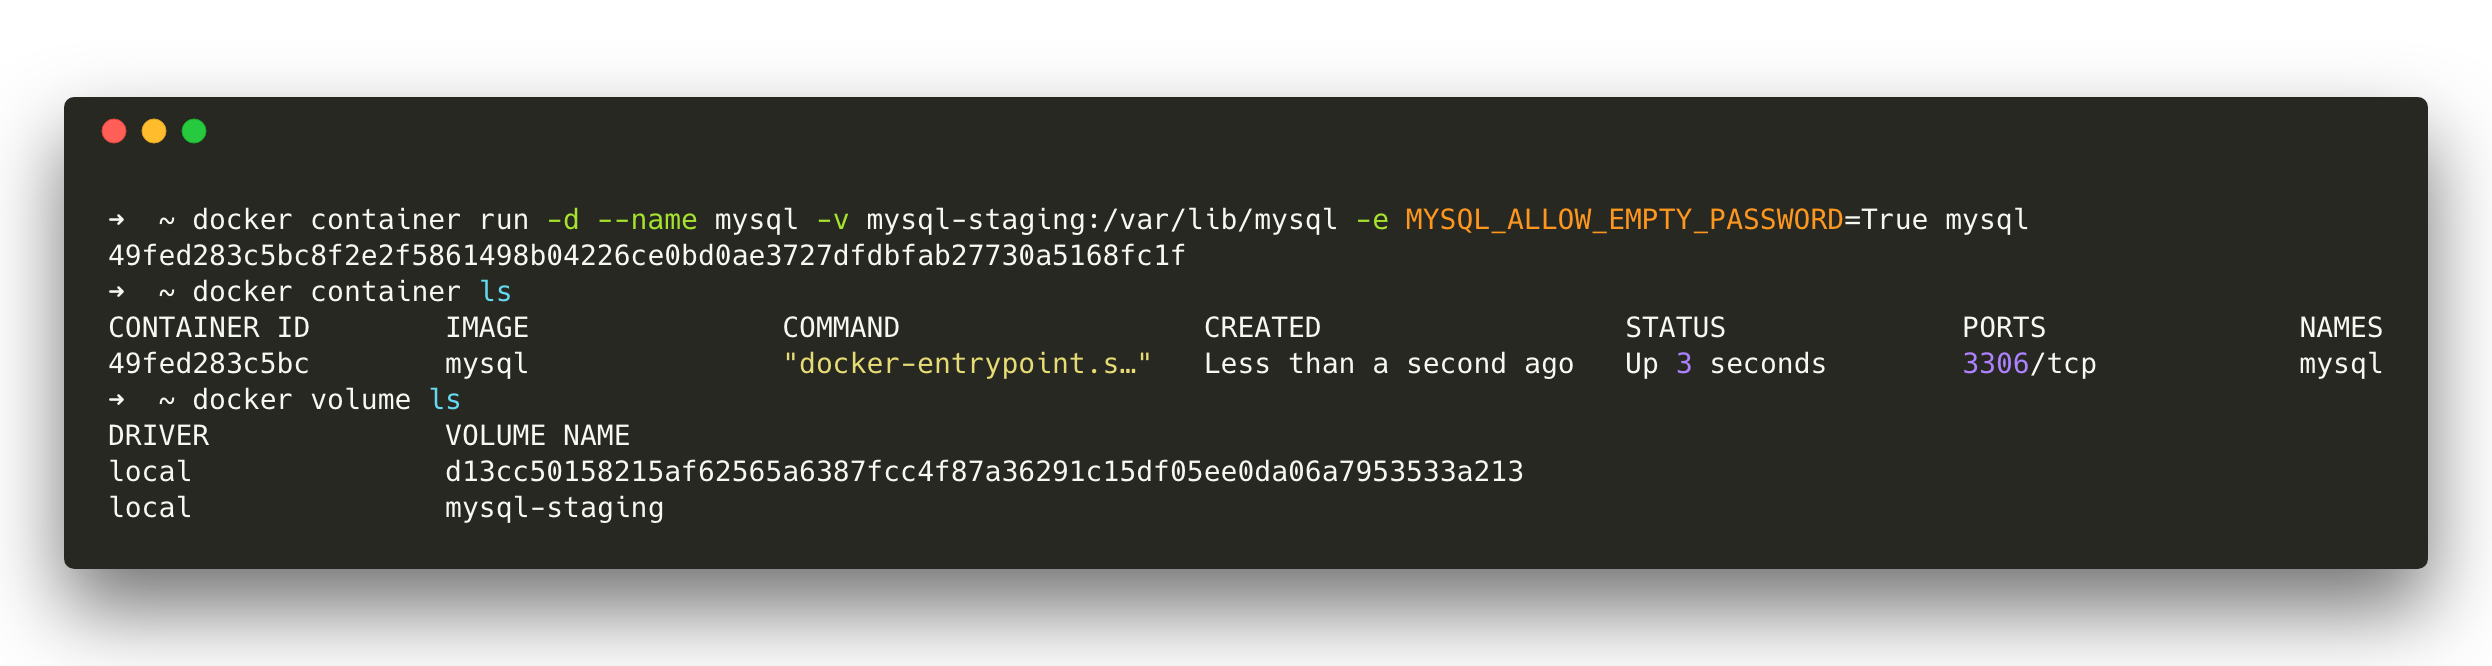 ➜  ~ docker container run -d --name mysql -v mysql-staging:/var/lib/mysql -e MYSQL_ALLOW_EMPTY_PASSWORD=True mysql
49fed283c5bc8f2e2f5861498b04226ce0bd0ae3727dfdbfab27730a5168fc1f
➜  ~ docker container ls
CONTAINER ID        IMAGE               COMMAND                  CREATED                  STATUS              PORTS               NAMES
49fed283c5bc        mysql               "docker-entrypoint.s…"   Less than a second ago   Up 3 seconds        3306/tcp            mysql
➜  ~ docker volume ls
DRIVER              VOLUME NAME
local               d13cc50158215af62565a6387fcc4f87a36291c15df05ee0da06a7953533a213
local               mysql-staging